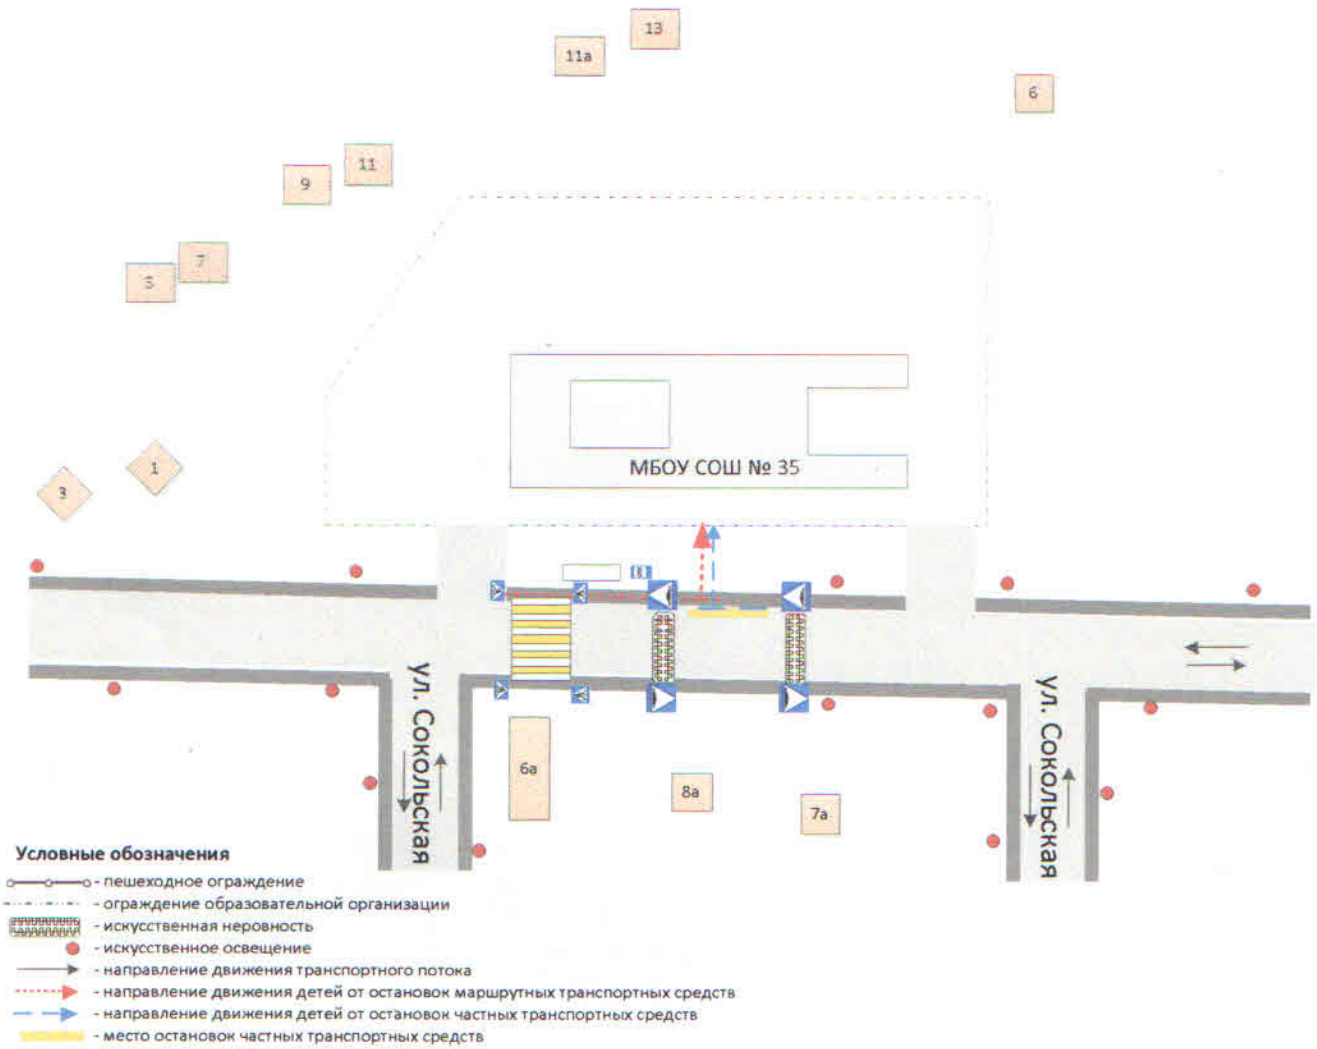 13
11а
6
11
9
7
1
3
МБОУ СОШ № 35
ул. Сокольская
ул. Сокольская
6а
8а
7а
Условные обозначения
- пешеходное ограждение
- ограждение образовательной организации
- искусственная неровность
- искусственное освещение
- направление движения транспортного потока
- направление движения детей от остановок маршрутных транспортных средств
- направление движения детей от остановок частных транспортных средств
- место остановок частных транспортных средств